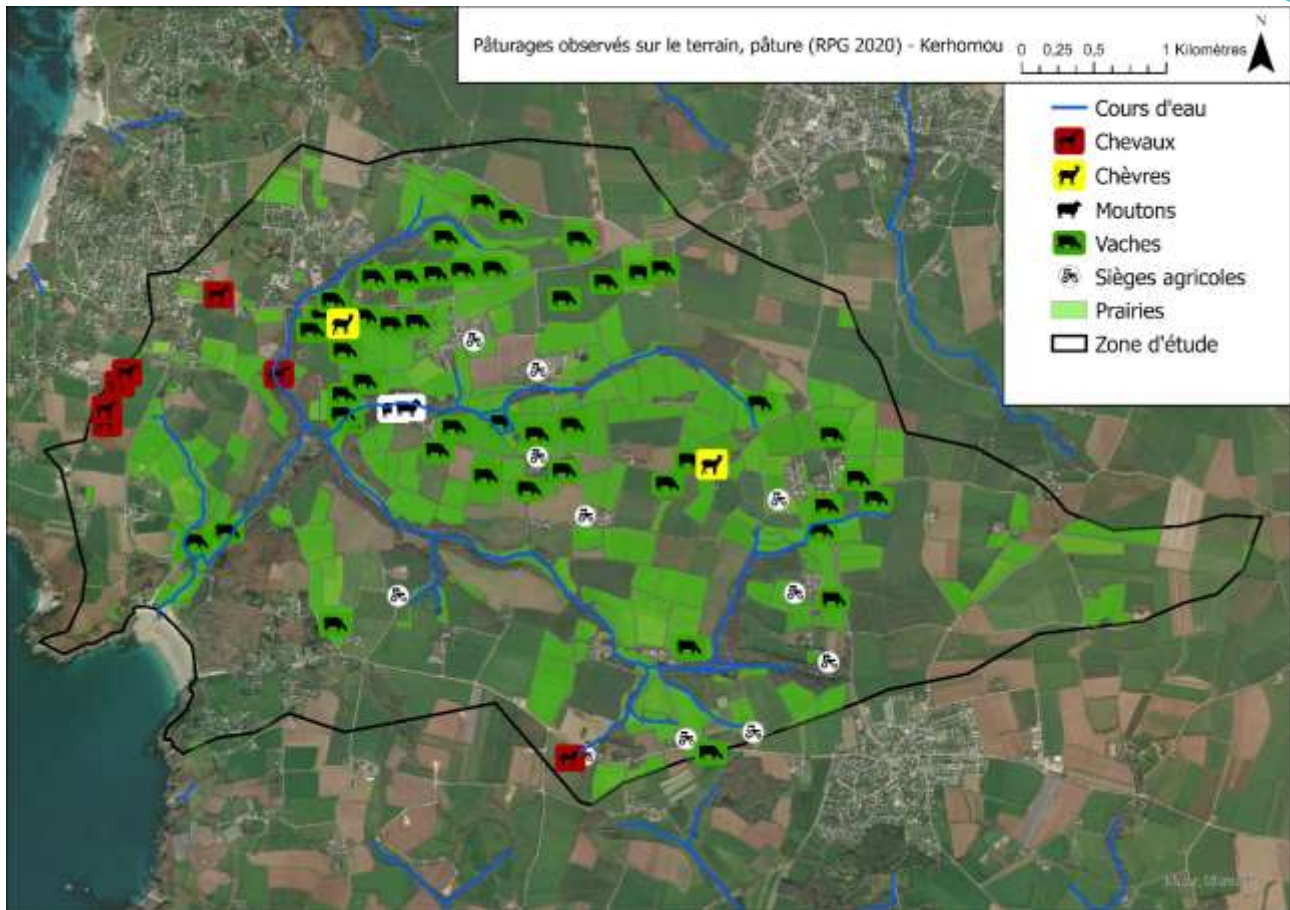 Pâturages observés sur le terrain, pâture (RPG 2020) - Kerhornou
0 0,25 0,5 1 Kilomètres
N
Cours d'eau
Chevaux
Chèvres
Moutons
Vaches
Sièges agricoles
Prairies
Zone d'étude